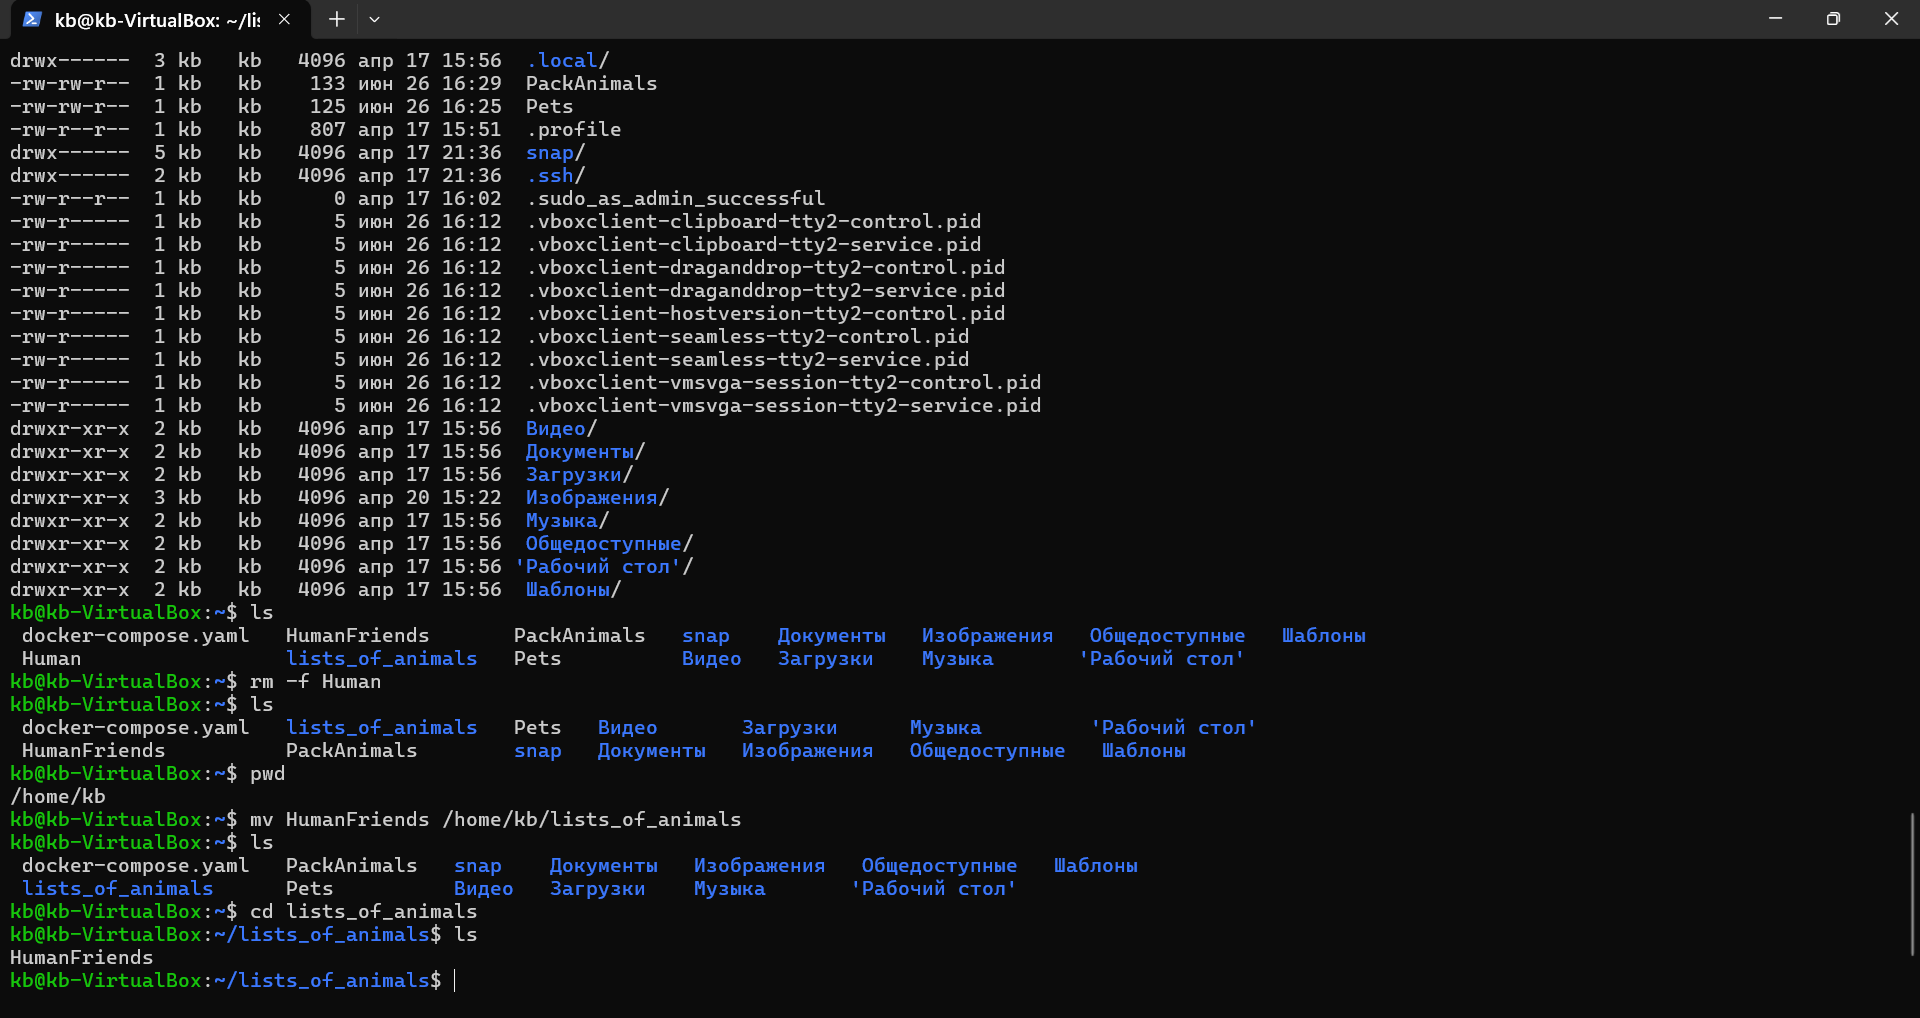 kb@kb-VirtualBox: ~/lis
drwx------  3 kb   kb   4096 апр 17 15:56  .local/
-rw-rw-r--  1 kb   kb    133 июн 26 16:29  PackAnimals
-rw-rw-r--  1 kb   kb    125 июн 26 16:25  Pets
-rw-r--r--  1 kb   kb    807 апр 17 15:51  .profile
drwx------  5 kb   kb   4096 апр 17 21:36  snap/
drwx------  2 kb   kb   4096 апр 17 21:36  .ssh/
-rw-r--r--  1 kb   kb      0 апр 17 16:02  .sudo_as_admin_successful
-rw-r-----  1 kb   kb      5 июн 26 16:12  .vboxclient-clipboard-tty2-control.pid
-rw-r-----  1 kb   kb      5 июн 26 16:12  .vboxclient-clipboard-tty2-service.pid
-rw-r-----  1 kb   kb      5 июн 26 16:12  .vboxclient-draganddrop-tty2-control.pid
-rw-r-----  1 kb   kb      5 июн 26 16:12  .vboxclient-draganddrop-tty2-service.pid
-rw-r-----  1 kb   kb      5 июн 26 16:12  .vboxclient-hostversion-tty2-control.pid
-rw-r-----  1 kb   kb      5 июн 26 16:12  .vboxclient-seamless-tty2-control.pid
-rw-r-----  1 kb   kb      5 июн 26 16:12  .vboxclient-seamless-tty2-service.pid
-rw-r-----  1 kb   kb      5 июн 26 16:12  .vboxclient-vmsvga-session-tty2-control.pid
-rw-r-----  1 kb   kb      5 июн 26 16:12  .vboxclient-vmsvga-session-tty2-service.pid
drwxr-xr-x  2 kb   kb   4096 апр 17 15:56  Видео/
drwxr-xr-x  2 kb   kb   4096 апр 17 15:56  Документы/
drwxr-xr-x  2 kb   kb   4096 апр 17 15:56  Загрузки/
drwxr-xr-x  3 kb   kb   4096 апр 20 15:22  Изображения/
drwxr-xr-x  2 kb   kb   4096 апр 17 15:56  Музыка/
drwxr-xr-x  2 kb   kb   4096 апр 17 15:56  Общедоступные/
drwxr-xr-x  2 kb   kb   4096 апр 17 15:56 'Рабочий стол'/
drwxr-xr-x  2 kb   kb   4096 апр 17 15:56  Шаблоны/
kb@kb-VirtualBox:~$ ls
 docker-compose.yaml   HumanFriends       PackAnimals   snap    Документы   Изображения   Общедоступные   Шаблоны
 Human                 lists_of_animals   Pets          Видео   Загрузки    Музыка       'Рабочий стол'
kb@kb-VirtualBox:~$ rm -f Human
kb@kb-VirtualBox:~$ ls
 docker-compose.yaml   lists_of_animals   Pets   Видео       Загрузки      Музыка         'Рабочий стол'
 HumanFriends          PackAnimals        snap   Документы   Изображения   Общедоступные   Шаблоны
kb@kb-VirtualBox:~$ pwd
/home/kb
kb@kb-VirtualBox:~$ mv HumanFriends /home/kb/lists_of_animals
kb@kb-VirtualBox:~$ ls
 docker-compose.yaml   PackAnimals   snap    Документы   Изображения   Общедоступные   Шаблоны
 lists_of_animals      Pets          Видео   Загрузки    Музыка       'Рабочий стол'
kb@kb-VirtualBox:~$ cd lists_of_animals
kb@kb-VirtualBox:~/lists_of_animals$ ls
HumanFriends
kb@kb-VirtualBox:~/lists_of_animals$